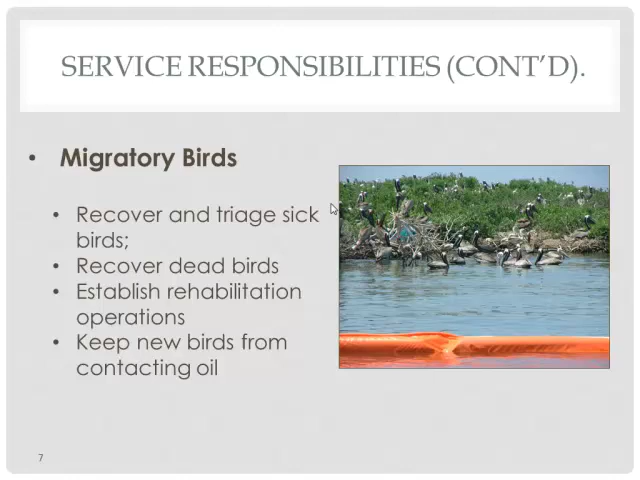 SERVICE RESPONSIBILITIES (CONT’D).
• Migratory Birds
• Recover and triage sick
birds;
• Recover dead birds
• Establish rehabilitation
operations
• Keep new birds from
contacting oil
7